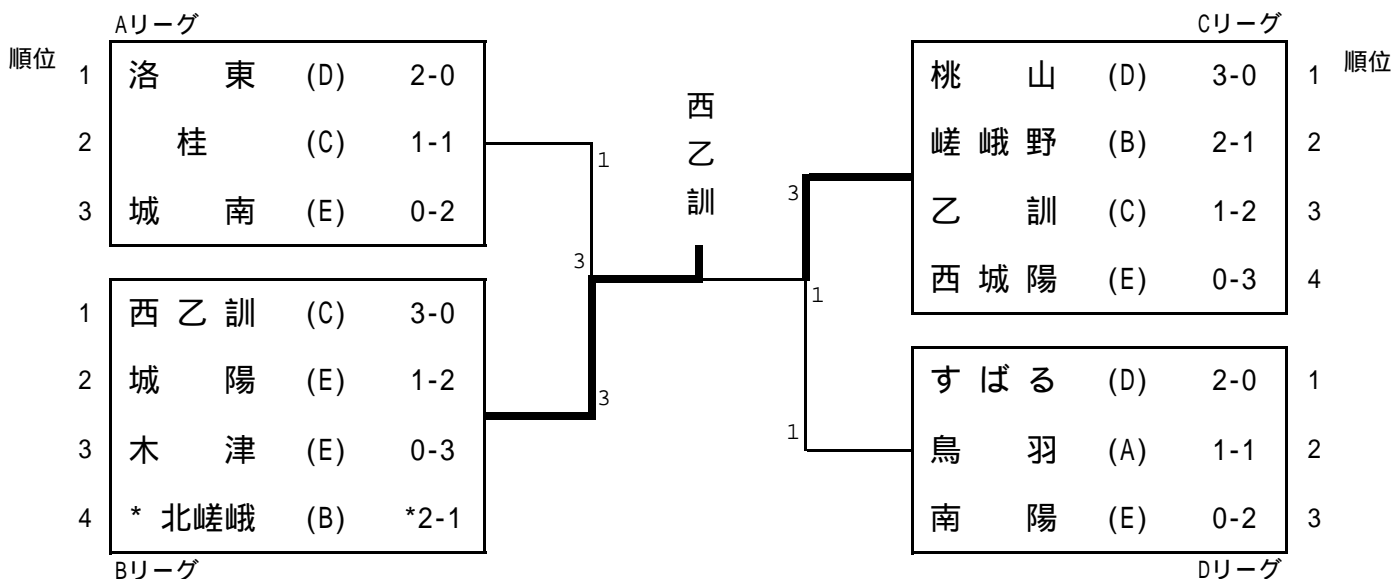 Aリーグ
順位
1 洛 東 (D) 2-0
2 桂 (C) 1-1
3 城 南 (E) 0-2
1 西乙訓 (C) 3-0
2 城 陽 (E) 1-2
3 木 津 (E) 0-3
4 * 北嵯峨 (B) *2-1
Bリーグ
1
3
3
西乙訓
3
1
1
Cリーグ
順位
桃 山 (D) 3-0 1
嵯峨野 (B) 2-1 2
乙 訓 (C) 1-2 3
西城陽 (E) 0-3 4
すばる (D) 2-0 1
鳥 羽 (A) 1-1 2
南 陽 (E) 0-2 3
Dリーグ